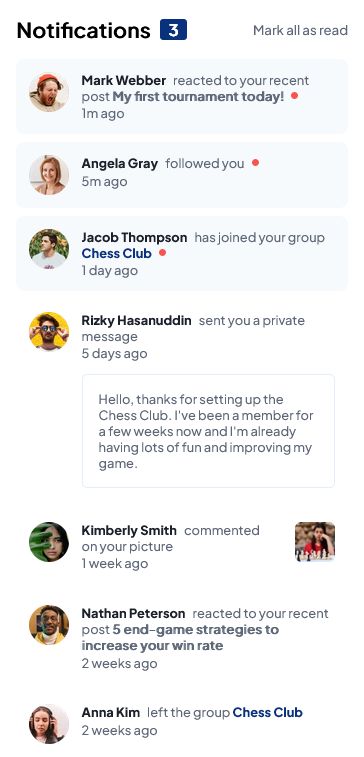 Notifications 3 Mark all as read
Mark Webber reacted to your recent
post My first tournament today!
1m ago
Angela Gray followed you
5m ago
Jacob Thompson has joined your group
Chess Club
1 day ago
Rizky Hasanuddin sent you a private
message
5 days ago
Hello, thanks for setting up the
Chess Club. I've been a member for
a few weeks now and I'm already
having lots of fun and improving my
game.
Kimberly Smith commented
on your picture
1 week ago
Nathan Peterson reacted to your recent
post 5 end-game strategies to
increase your win rate
2 weeks ago
Anna Kim left the group Chess Club
2 weeks ago